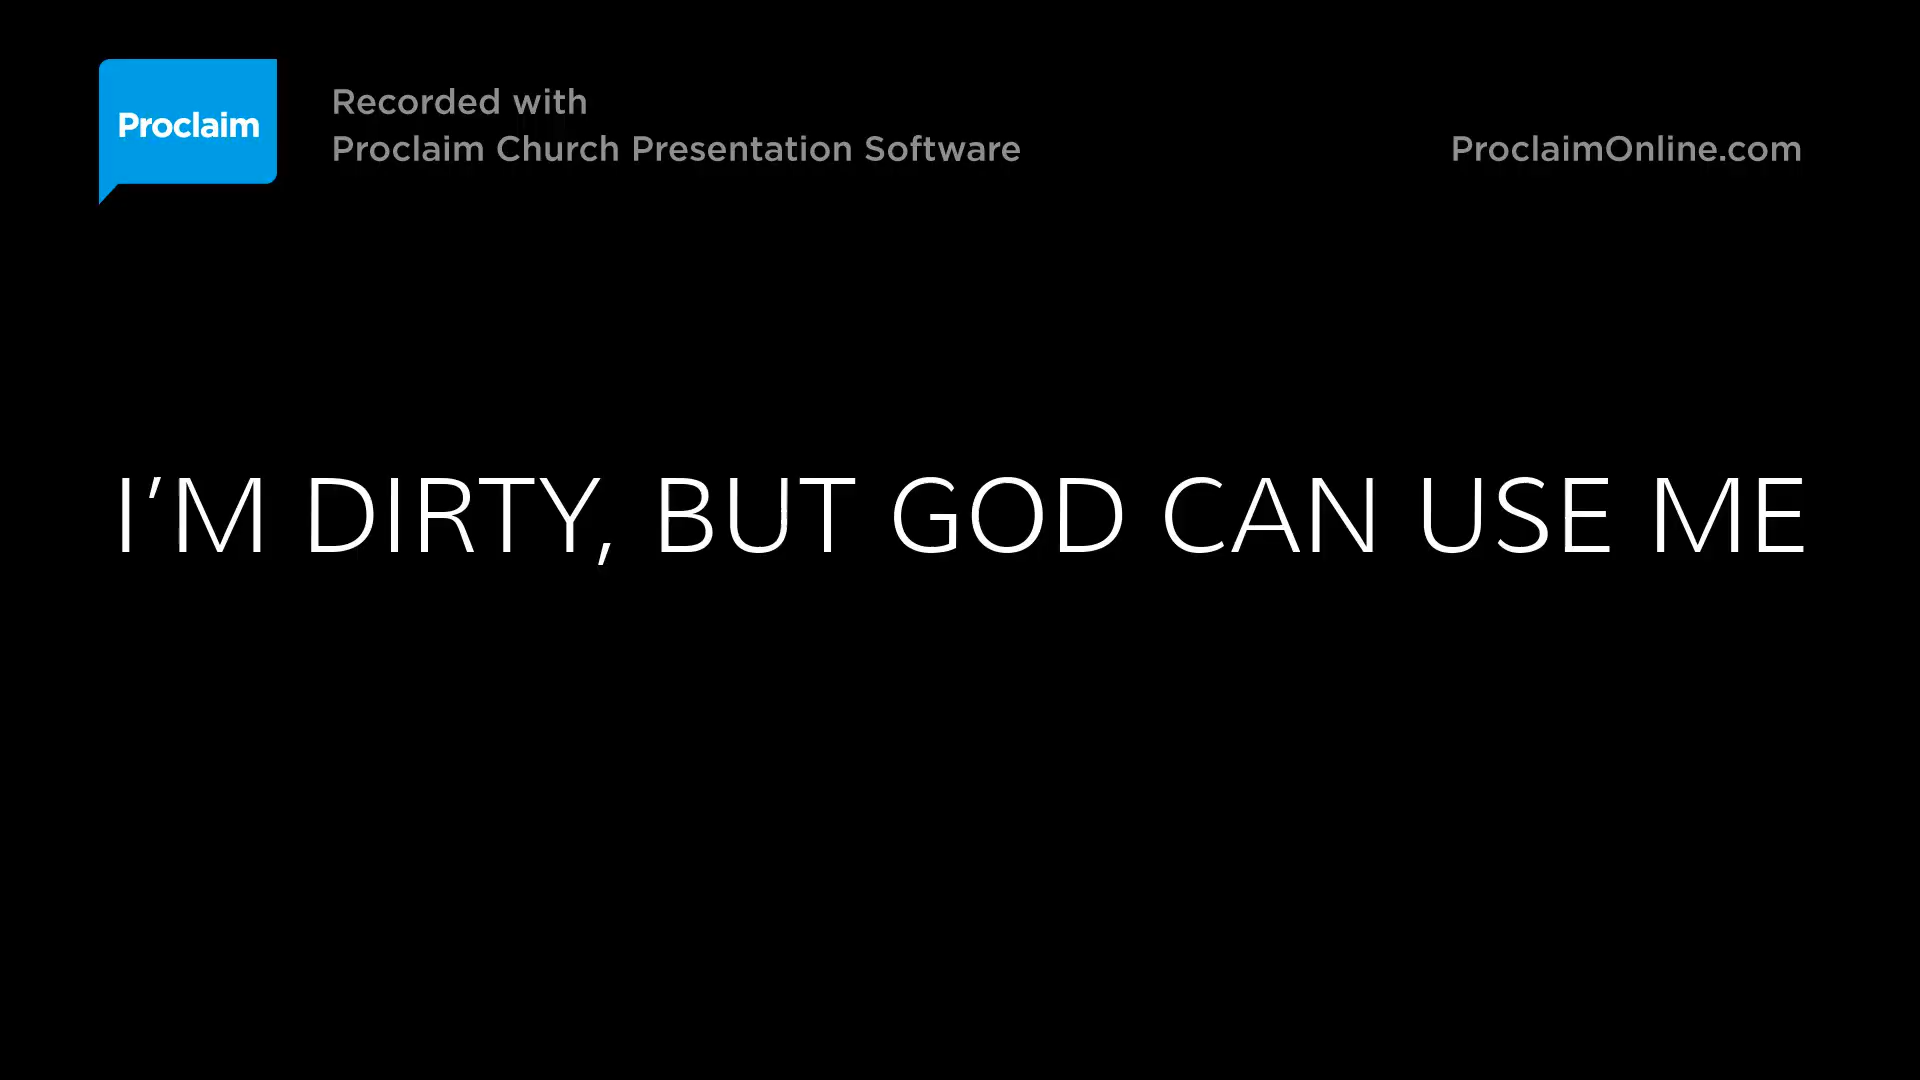 Proclaim
Recorded with
Proclaim Church Presentation Software
ProclaimOnline.com
I’M DIRTY, BUT GOD CAN USE ME